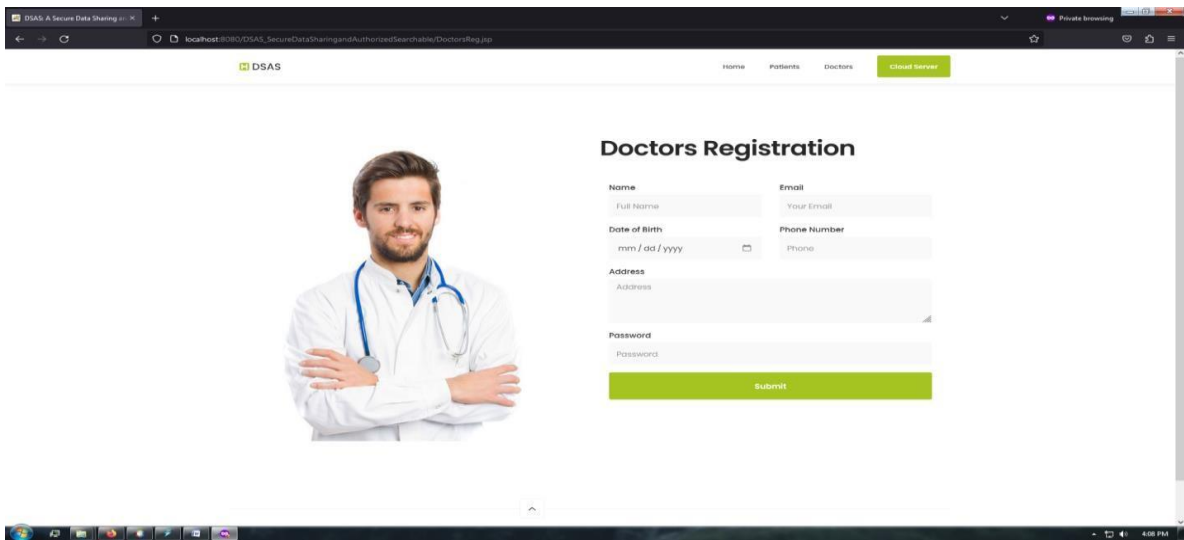 DSAS: A Secure Data Sharing an
Private browsing
localhost:8080/DSAS_SecureDataSharingandAuthorizedSearchable/DoctorsReg.jsp
DSAS Home Patients Doctors Cloud Server
Doctors Registration
Name Email
Full Name Your Email
Date of Birth Phone Number
mm / dd / yyyy Phone
Address
Address
Password
Password
Submit
4:08 PM